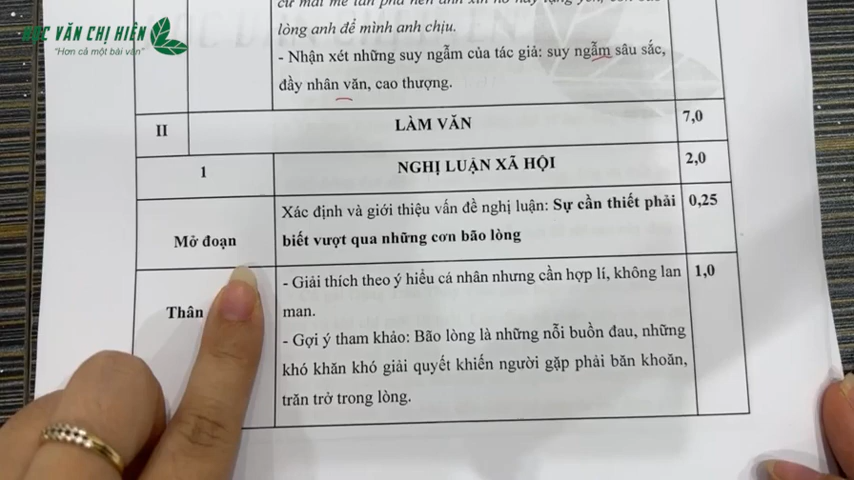 HỌC VĂN CHỊ HIÊN
"Hơn cả một bài văn"
lòng anh để mình anh chịu.
- Nhận xét những suy ngẫm của tác giả: suy ngẫm sâu sắc,
đầy nhân văn, cao thượng.
II LÀM VĂN 7,0
1 NGHỊ LUẬN XÃ HỘI 2,0
Mở đoạn
Xác định và giới thiệu vấn đề nghị luận: Sự cần thiết phải 0,25
biết vượt qua những cơn bão lòng
Thân
- Giải thích theo ý hiểu cá nhân nhưng cần hợp lí, không lan 1,0
man.
- Gợi ý tham khảo: Bão lòng là những nỗi buồn đau, những
khó khăn khó giải quyết khiến người gặp phải băn khoăn,
trăn trở trong lòng.